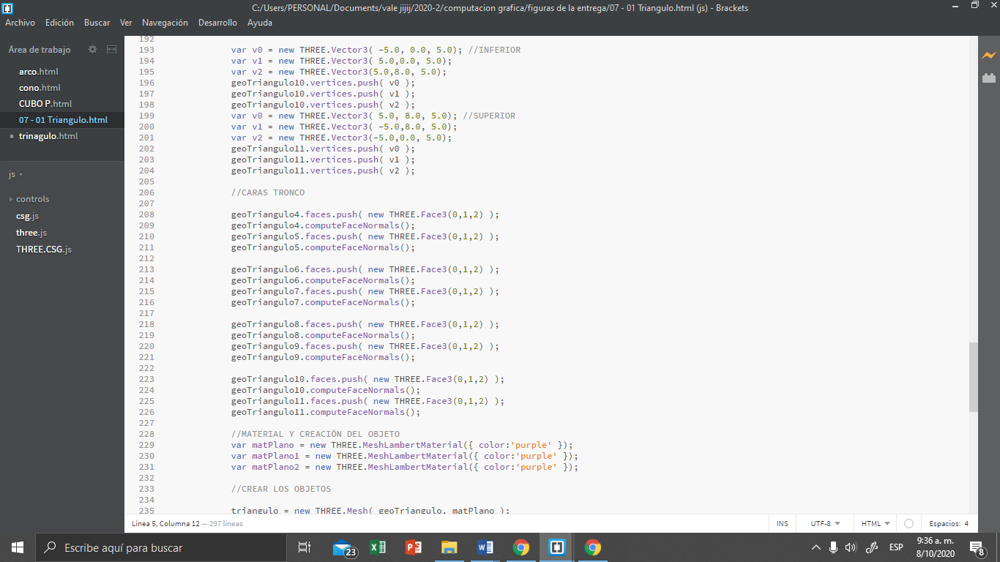 C:/Users/PERSONAL/Documents/vale jijij/2020-2/computacion grafica/figuras de la entrega/07 - 01 Triangulo.html (js) - Brackets
Archivo Edición Buscar Ver Navegación Desarrollo Ayuda
Área de trabajo
arco.html
cono.html
CUBO P.html
07 - 01 Triangulo.html
trinagulo.html
js
controls
csg.js
three.js
THREE.CSG.js
192
193 var v0 = new THREE.Vector3( -5.0, 0.0, 5.0); //INFERIOR
194 var v1 = new THREE.Vector3( 5.0,0.0, 5.0);
195 var v2 = new THREE.Vector3(5.0,8.0, 5.0);
196 geoTriangulo10.vertices.push( v0 );
197 geoTriangulo10.vertices.push( v1 );
198 geoTriangulo10.vertices.push( v2 );
199 var v0 = new THREE.Vector3( 5.0, 8.0, 5.0); //SUPERIOR
200 var v1 = new THREE.Vector3( -5.0,8.0, 5.0);
201 var v2 = new THREE.Vector3(-5.0,0.0, 5.0);
202 geoTriangulo11.vertices.push( v0 );
203 geoTriangulo11.vertices.push( v1 );
204 geoTriangulo11.vertices.push( v2 );
205
206 //CARAS TRONCO
207
208 geoTriangulo4.faces.push( new THREE.Face3(0,1,2) );
209 geoTriangulo4.computeFaceNormals();
210 geoTriangulo5.faces.push( new THREE.Face3(0,1,2) );
211 geoTriangulo5.computeFaceNormals();
212
213 geoTriangulo6.faces.push( new THREE.Face3(0,1,2) );
214 geoTriangulo6.computeFaceNormals();
215 geoTriangulo7.faces.push( new THREE.Face3(0,1,2) );
216 geoTriangulo7.computeFaceNormals();
217
218 geoTriangulo8.faces.push( new THREE.Face3(0,1,2) );
219 geoTriangulo8.computeFaceNormals();
220 geoTriangulo9.faces.push( new THREE.Face3(0,1,2) );
221 geoTriangulo9.computeFaceNormals();
222
223 geoTriangulo10.faces.push( new THREE.Face3(0,1,2) );
224 geoTriangulo10.computeFaceNormals();
225 geoTriangulo11.faces.push( new THREE.Face3(0,1,2) );
226 geoTriangulo11.computeFaceNormals();
227
228 //MATERIAL Y CREACIÓN DEL OBJETO
229 var matPlano = new THREE.MeshLambertMaterial({ color:'purple' });
230 var matPlano1 = new THREE.MeshLambertMaterial({ color:'purple' });
231 var matPlano2 = new THREE.MeshLambertMaterial({ color:'purple' });
232
233 //CREAR LOS OBJETOS
234
235 triangulo = new THREE.Mesh( geoTriangulo, matPlano );
Línea 5, Columna 12 — 297 líneas
INS UTF-8 HTML Espacios: 4
Escribe aquí para buscar
23
ESP
9:36 a. m.
8/10/2020
8